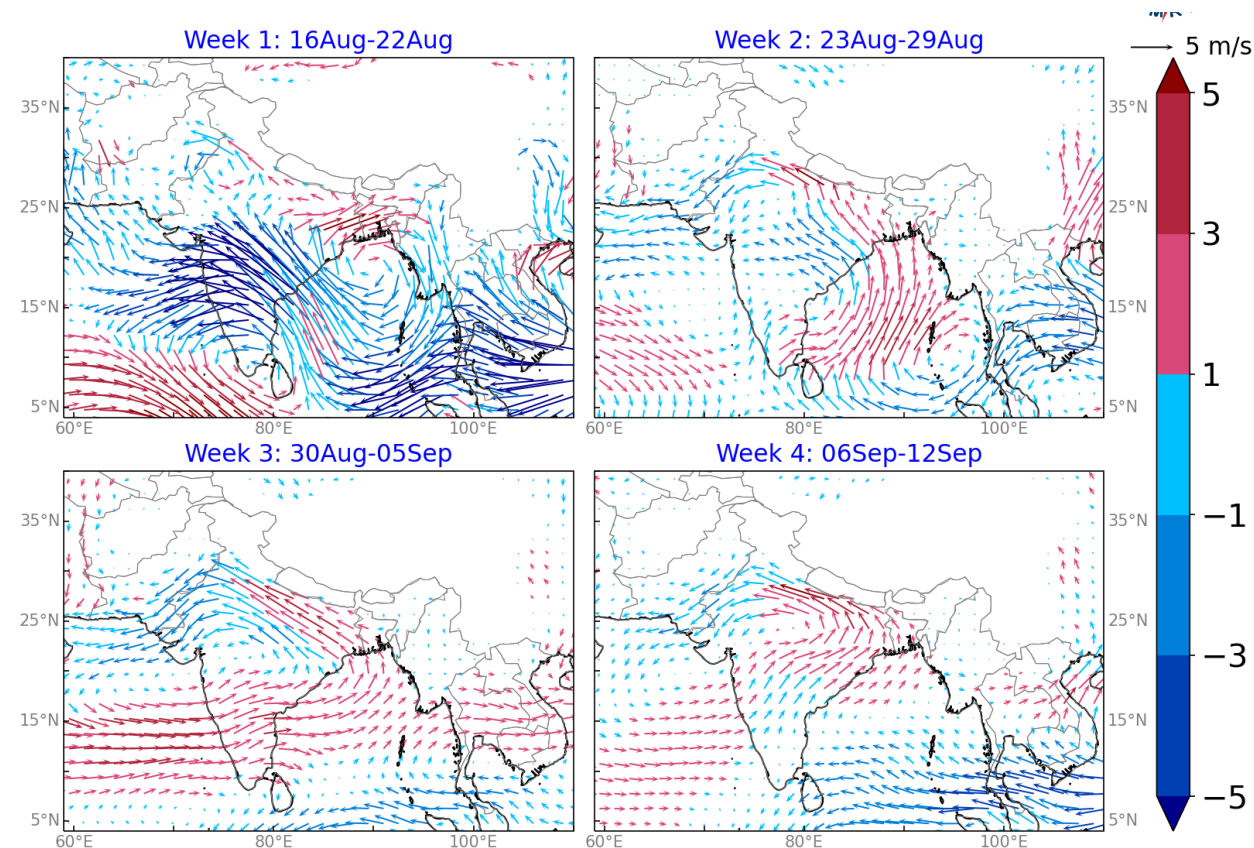 Week 1: 16Aug-22Aug
Week 2: 23Aug-29Aug
5 m/s
35°N
25°N
15°N
5°N
60°E
80°E
100°E
35°N
25°N
15°N
5°N
60°E
80°E
100°E
5
3
1
−1
−3
−5
Week 3: 30Aug-05Sep
Week 4: 06Sep-12Sep
35°N
25°N
15°N
5°N
60°E
80°E
100°E
35°N
25°N
15°N
5°N
60°E
80°E
100°E